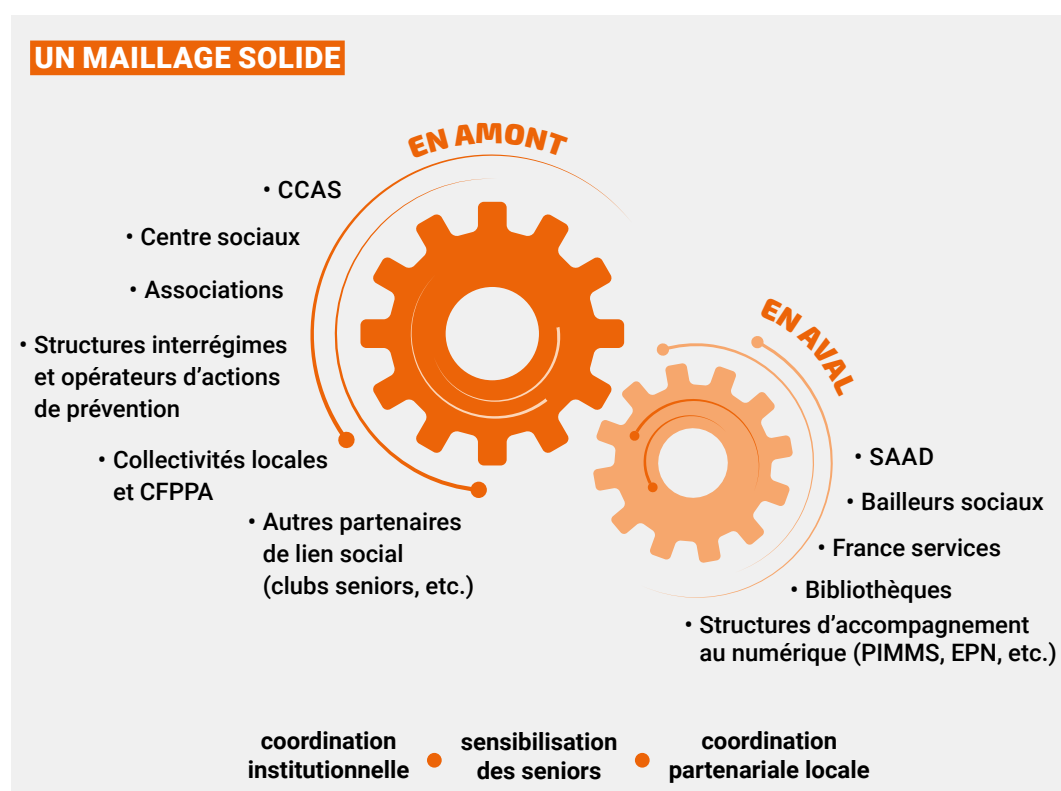 UN MAILLAGE SOLIDE
EN AMONT
• CCAS
• Centre sociaux
• Associations
• Structures interrégimes
et opérateurs d'actions
de prévention
• Collectivités locales
et CFPPA
• Autres partenaires
de lien social
(clubs seniors, etc.)
EN AVAL
• SAAD
• Bailleurs sociaux
• France services
• Bibliothèques
• Structures d'accompagnement
au numérique (PIMMS, EPN, etc.)
coordination
institutionnelle
sensibilisation
des seniors
coordination
partenariale locale